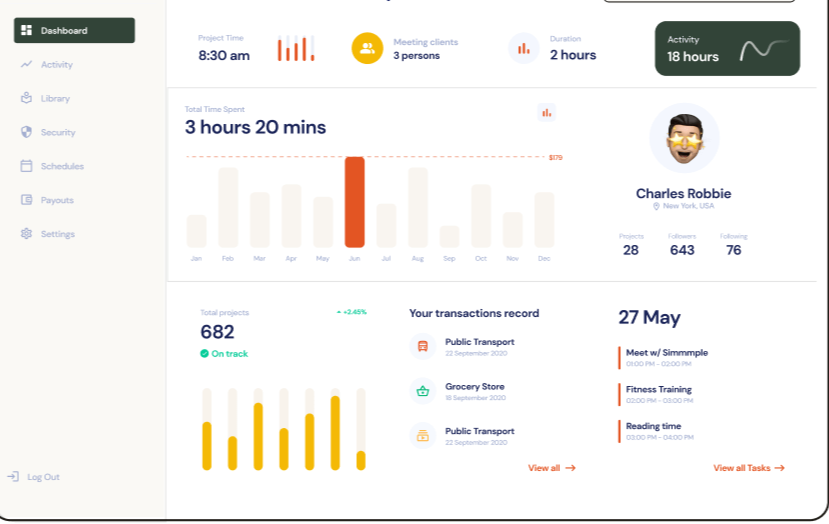 Dashboard
Activity
Library
Security
Schedules
Payouts
Settings
Log Out
Project Time
8:30 am
Meeting clients
3 persons
Duration
2 hours
Activity
18 hours
Total Time Spent
3 hours 20 mins
$179
Jan Feb Mar Apr May Jun Jul Aug Sep Oct Nov Dec
Charles Robbie
New York, USA
Projects Followers Following
28 643 76
Total projects
+2.45%
682
On track
Your transactions record
Public Transport
22 September 2020
Grocery Store
18 September 2020
Public Transport
22 September 2020
View all
27 May
Meet w/ Simmmple
01:00 PM - 02:00 PM
Fitness Training
02:00 PM - 03:00 PM
Reading time
03:00 PM - 04:00 PM
View all Tasks